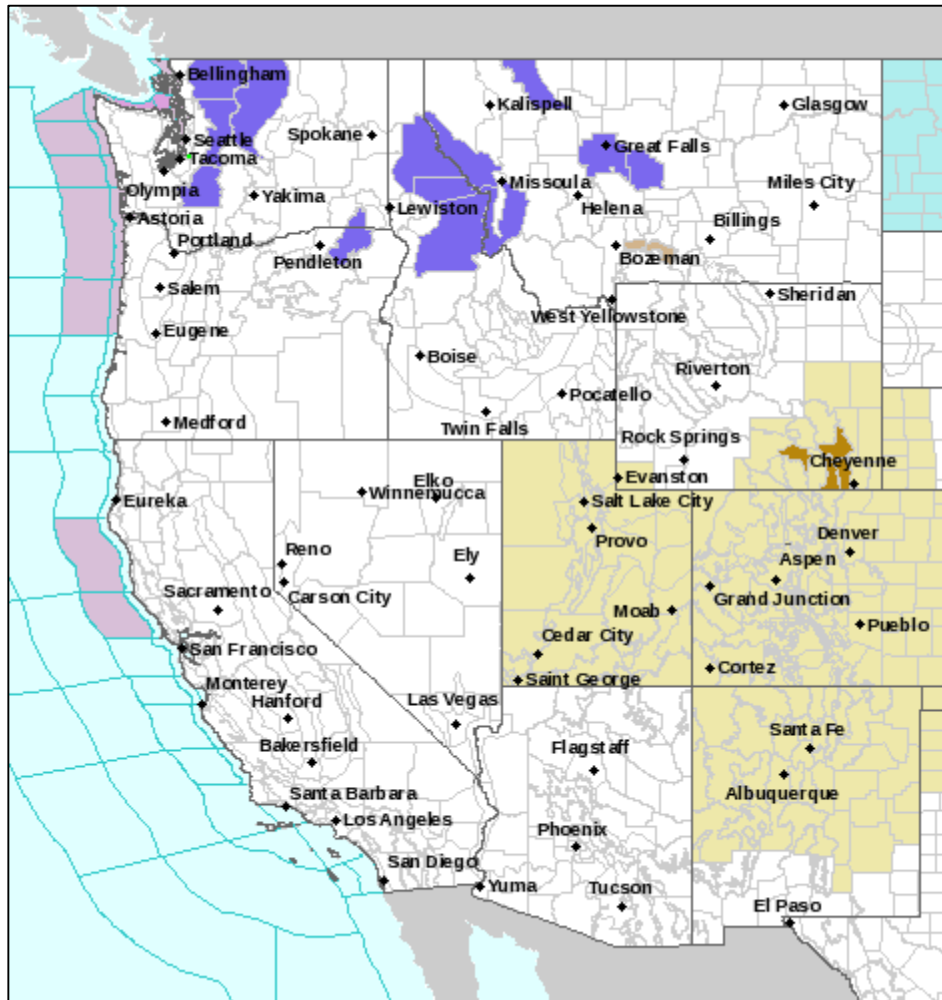 Bellingham
Kalispell
Glasgow
Spokane
Seattle
Great Falls
Tacoma
Olympia
Yakima
Missoula
Miles City
Helena
Lewiston
Astoria
Billings
Portland
Pendleton
Bozeman
Salem
Sheridan
West Yellowstone
Eugene
Boise
Riverton
Pocatello
Medford
Twin Falls
Rock Springs
Cheyenne
Evanston
Elko
Winnemucca
Eureka
Salt Lake City
Provo
Denver
Reno
Ely
Aspen
Sacramento
Carson City
Grand Junction
Moab
Pueblo
Cedar City
San Francisco
Cortez
Saint George
Monterey
Hanford
Las Vegas
Santa Fe
Bakersfield
Flagstaff
Albuquerque
Santa Barbara
Los Angeles
Phoenix
San Diego
Yuma
Tucson
El Paso